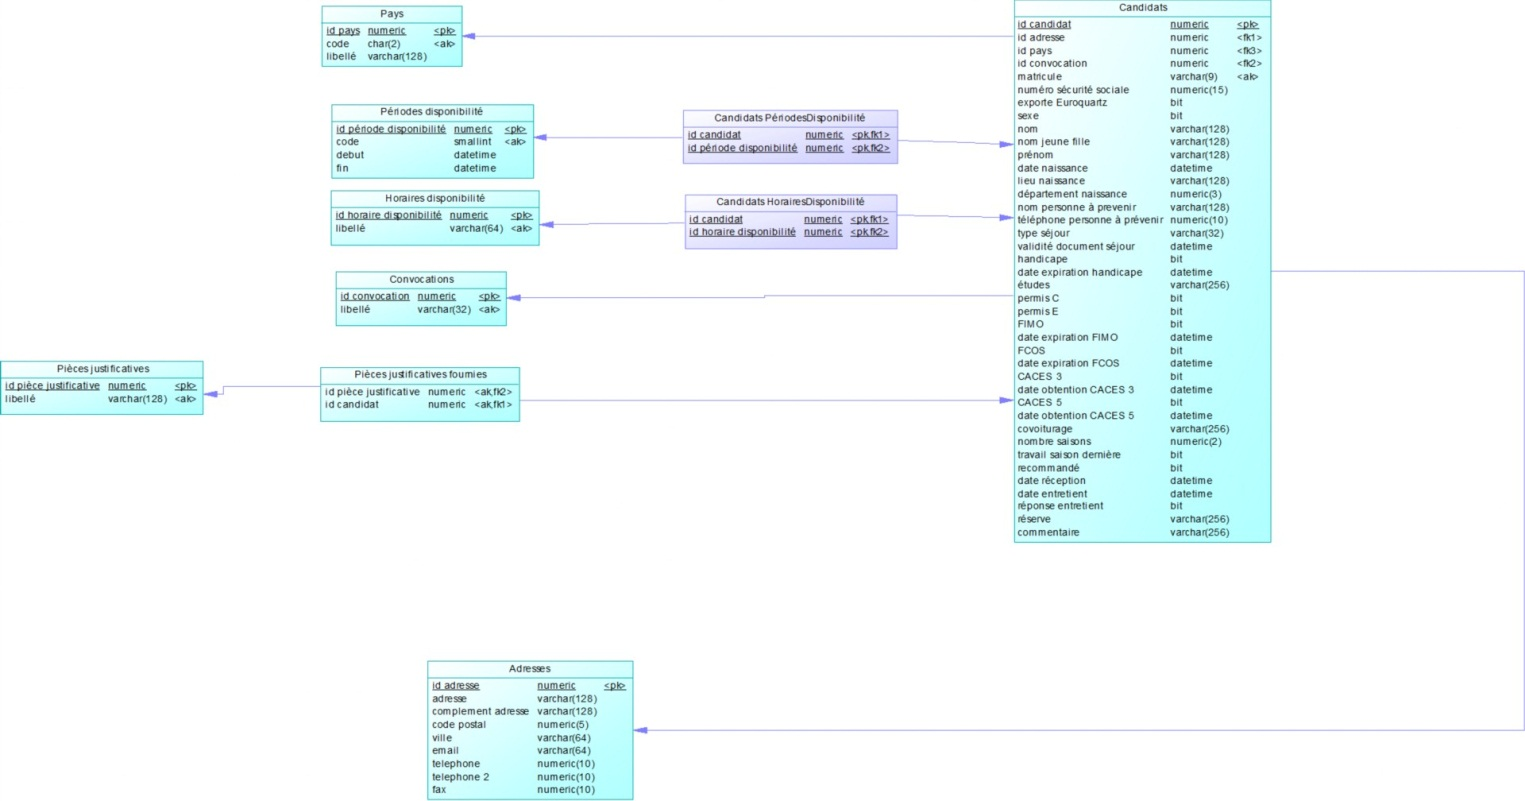 Pays
id pays numeric <pk>
code char(2) <ak>
libellé varchar(128)
Périodes disponibilité
id période disponibilité numeric <pk>
code smallint <ak>
debut datetime
fin datetime
Candidats PériodesDisponibilité
id candidat numeric <pk,fk1>
id période disponibilité numeric <pk,fk2>
Horaires disponibilité
id horaire disponibilité numeric <pk>
libellé varchar(64) <ak>
Candidats HorairesDisponibilité
id candidat numeric <pk,fk1>
id horaire disponibilité numeric <pk,fk2>
Convocations
id convocation numeric <pk>
libellé varchar(32) <ak>
Pièces justificatives
id pièce justificative numeric <pk>
libellé varchar(128) <ak>
Pièces justificatives fournies
id pièce justificative numeric <ak,fk2>
id candidat numeric <ak,fk1>
Candidats
id candidat numeric <pk>
id adresse numeric <fk1>
id pays numeric <fk3>
id convocation numeric <fk2>
matricule varchar(9) <ak>
numéro sécurité sociale numeric(15)
exporte Euroquartz bit
sexe bit
nom varchar(128)
nom jeune fille varchar(128)
prénom varchar(128)
date naissance datetime
lieu naissance varchar(128)
département naissance numeric(3)
nom personne à prevenir varchar(128)
téléphone personne à prévenir numeric(10)
type séjour varchar(32)
validité document séjour datetime
handicape bit
date expiration handicape datetime
études varchar(256)
permis C bit
permis E bit
FIMO bit
date expiration FIMO datetime
FCOS bit
date expiration FCOS datetime
CACES 3 bit
date obtention CACES 3 datetime
CACES 5 bit
date obtention CACES 5 datetime
covoiturage varchar(256)
nombre saisons numeric(2)
travail saison dernière bit
recommandé bit
date réception datetime
date entretient datetime
réponse entretient bit
réserve varchar(256)
commentaire varchar(256)
Adresses
id adresse numeric <pk>
adresse varchar(128)
complement adresse varchar(128)
code postal numeric(5)
ville varchar(64)
email varchar(64)
telephone numeric(10)
telephone 2 numeric(10)
fax numeric(10)